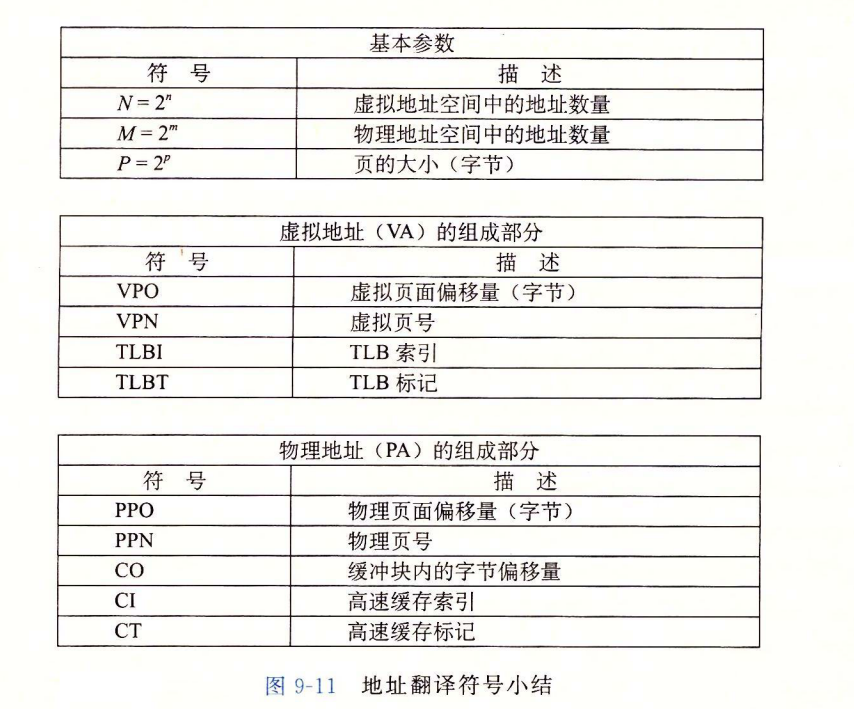 基本参数
符 号 描 述
N = 2ⁿ 虚拟地址空间中的地址数量
M = 2ᵐ 物理地址空间中的地址数量
P = 2ᵖ 页的大小（字节）
虚拟地址（VA）的组成部分
符 号 描 述
VPO 虚拟页面偏移量（字节）
VPN 虚拟页号
TLBI TLB 索引
TLBT TLB 标记
物理地址（PA）的组成部分
符 号 描 述
PPO 物理页面偏移量（字节）
PPN 物理页号
CO 缓冲块内的字节偏移量
CI 高速缓存索引
CT 高速缓存标记
图 9-11 地址翻译符号小结